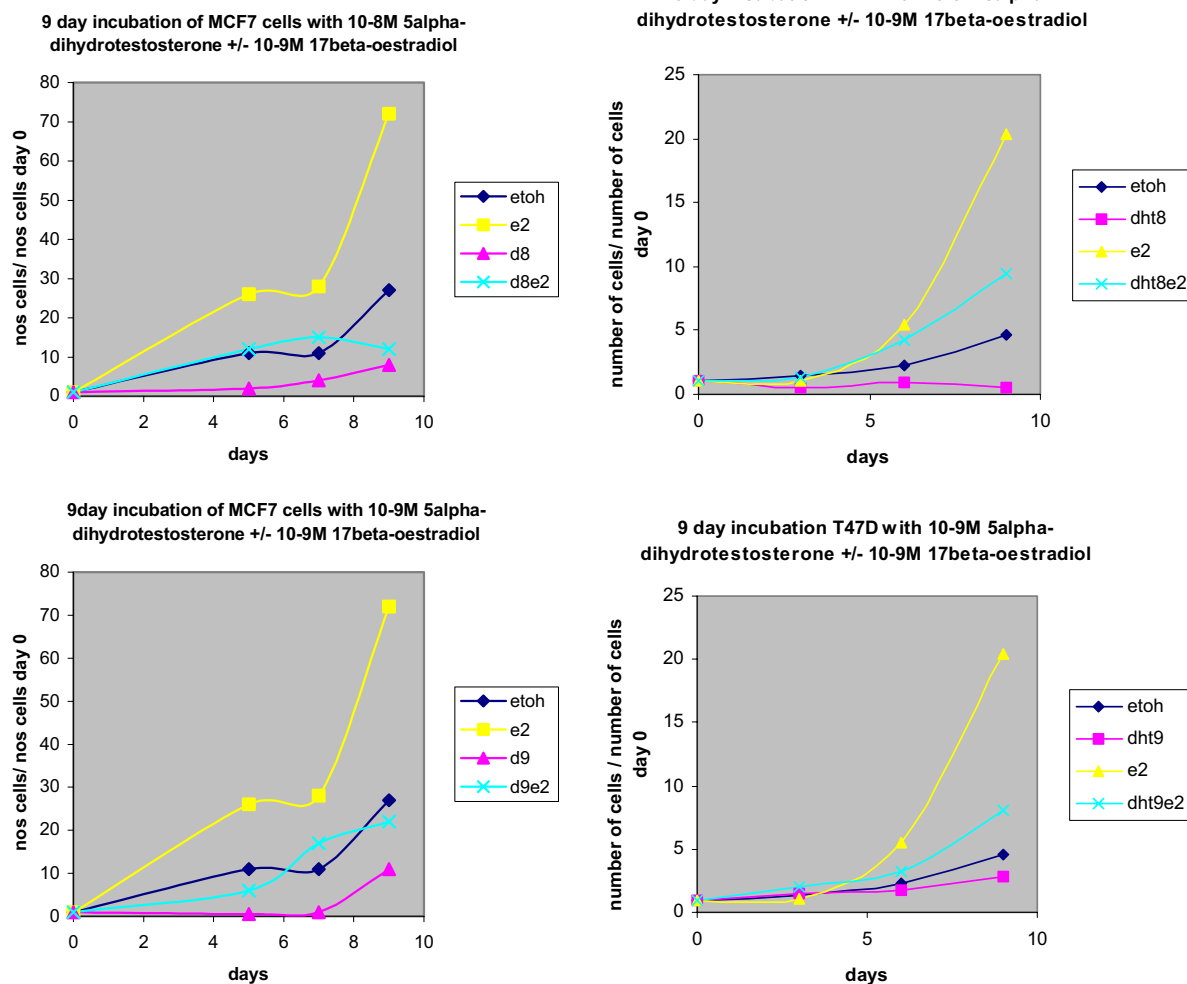 9 day incubation of MCF7 cells with 10-8M 5alpha-
dihydrotestosterone +/- 10-9M 17beta-oestradiol
nos cells/ nos cells day 0
80
70
60
50
40
30
20
10
0
0 2 4 6 8 10
days
etoh
e2
d8
d8e2
dihydrotestosterone +/- 10-9M 17beta-oestradiol
number of cells/ number of cells
day 0
25
20
15
10
5
0
0 5 10
days
etoh
dht8
e2
dht8e2
9day incubation of MCF7 cells with 10-9M 5alpha-
dihydrotestosterone +/- 10-9M 17beta-oestradiol
nos cells/ nos cells day 0
80
70
60
50
40
30
20
10
0
0 2 4 6 8 10
days
etoh
e2
d9
d9e2
9 day incubation T47D with 10-9M 5alpha-
dihydrotestosterone +/- 10-9M 17beta-oestradiol
number of cells / number of cells
day 0
25
20
15
10
5
0
0 5 10
days
etoh
dht9
e2
dht9e2